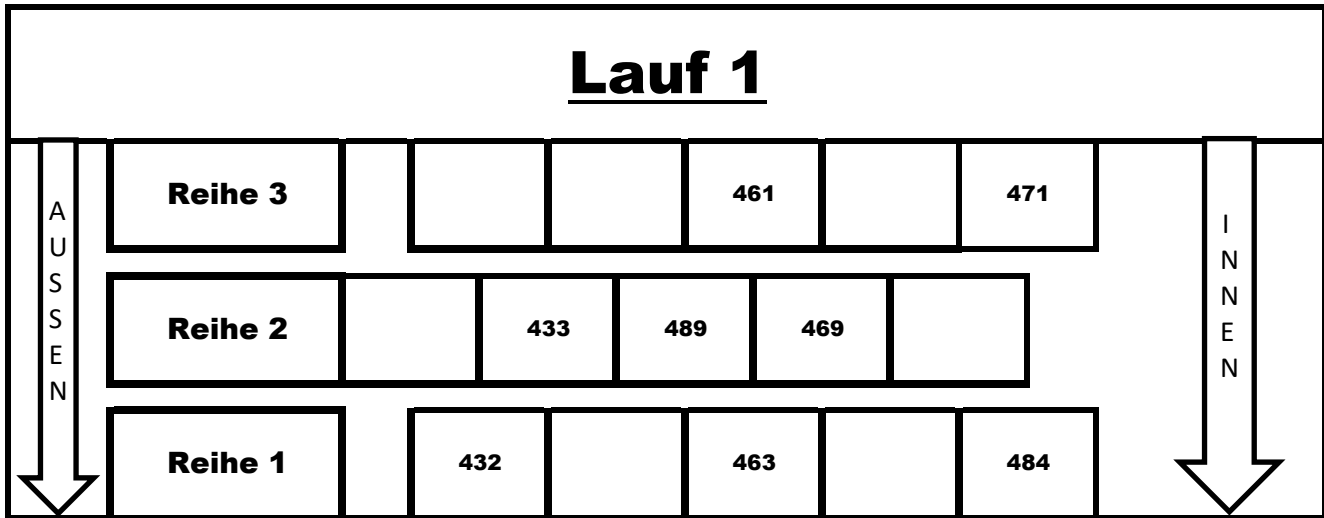 Lauf 1
Reihe 3 461 471
Reihe 2 433 489 469
Reihe 1 432 463 484
AUSSEN
INNEN